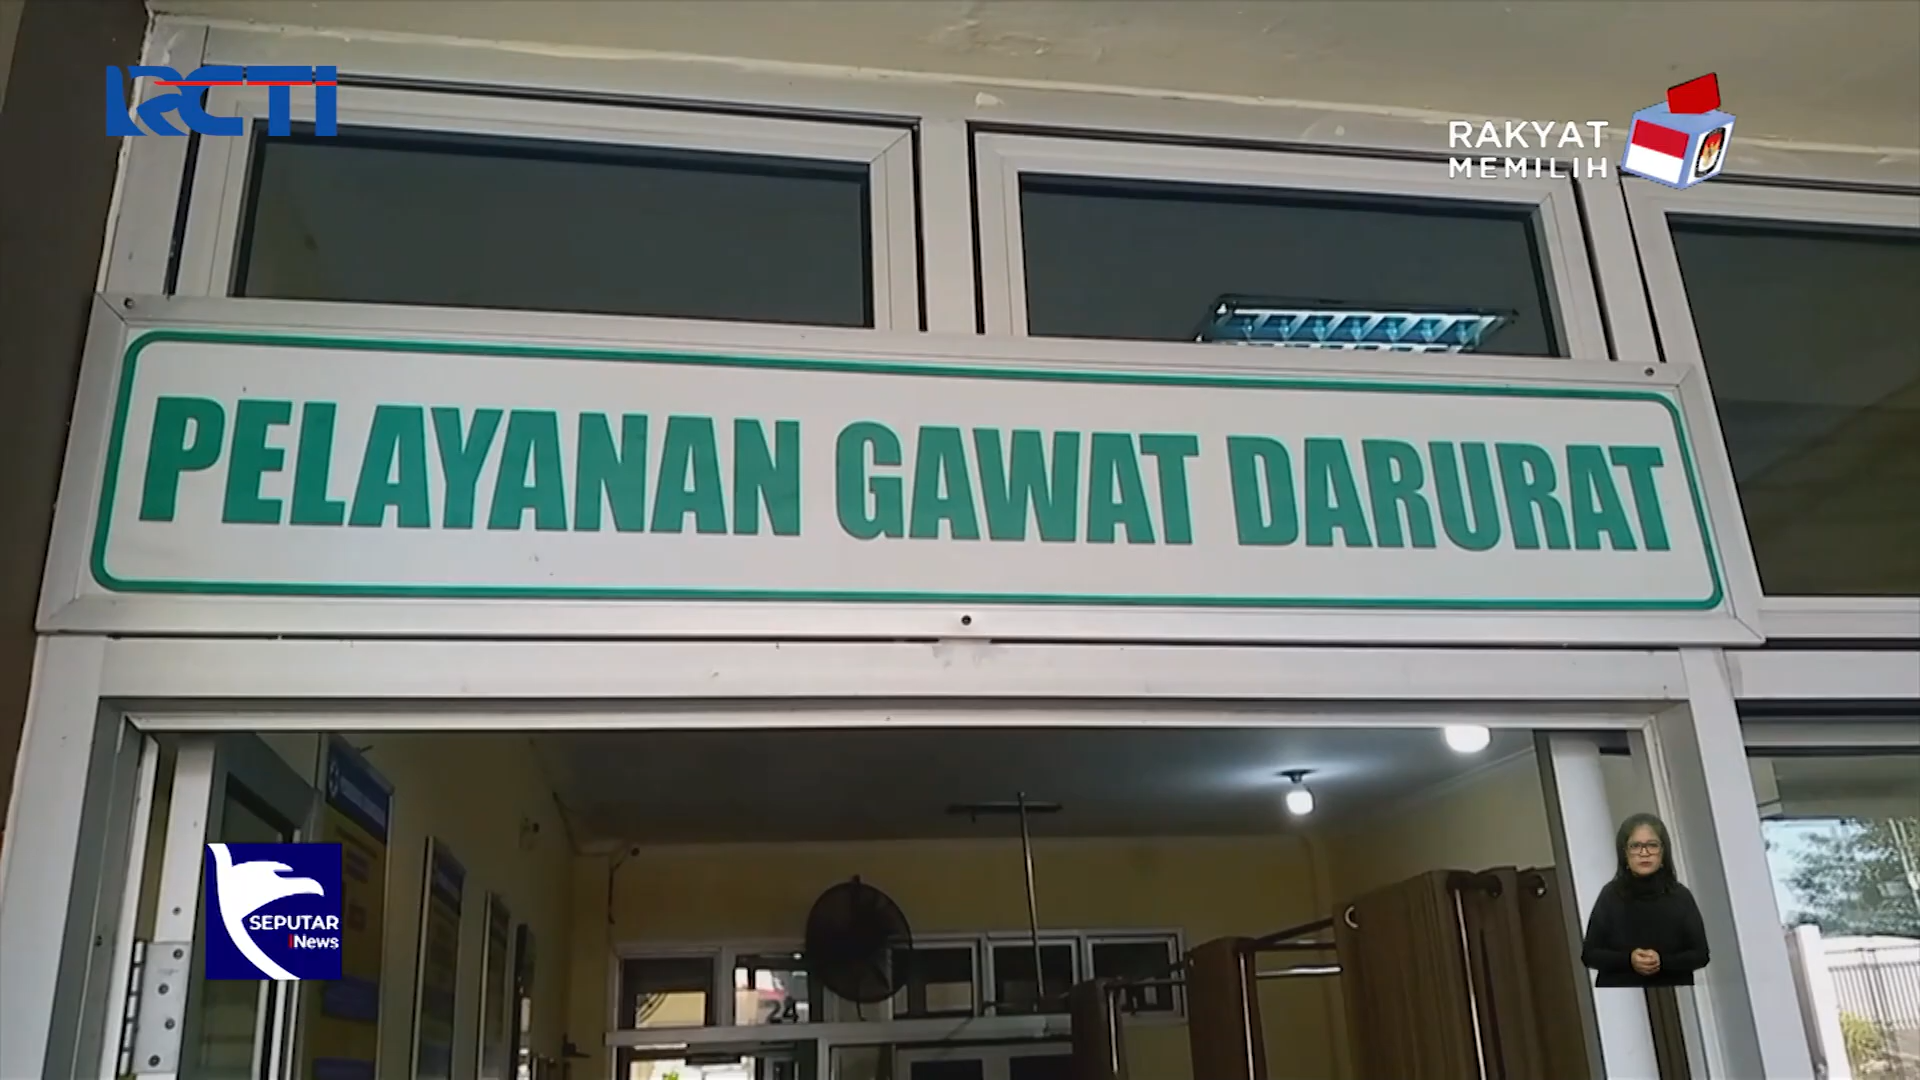 RCTI
RAKYAT
MEMILIH
PELAYANAN GAWAT DARURAT
24
SEPUTAR
iNews